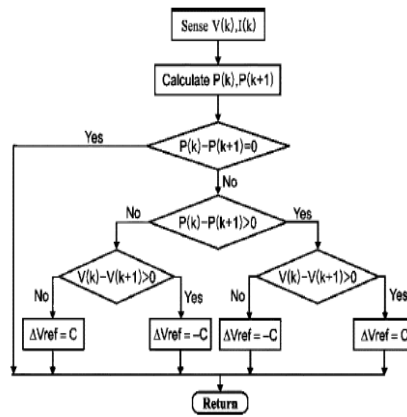 Sense V(k),I(k)
Calculate P(k),P(k+1)
Yes
P(k)-P(k+1)=0
No
No
P(k)-P(k+1)>0
Yes
V(k)-V(k+1)>0
V(k)-V(k+1)>0
No
Yes
No
Yes
ΔVref = C
ΔVref = -C
ΔVref = -C
ΔVref = C
Return